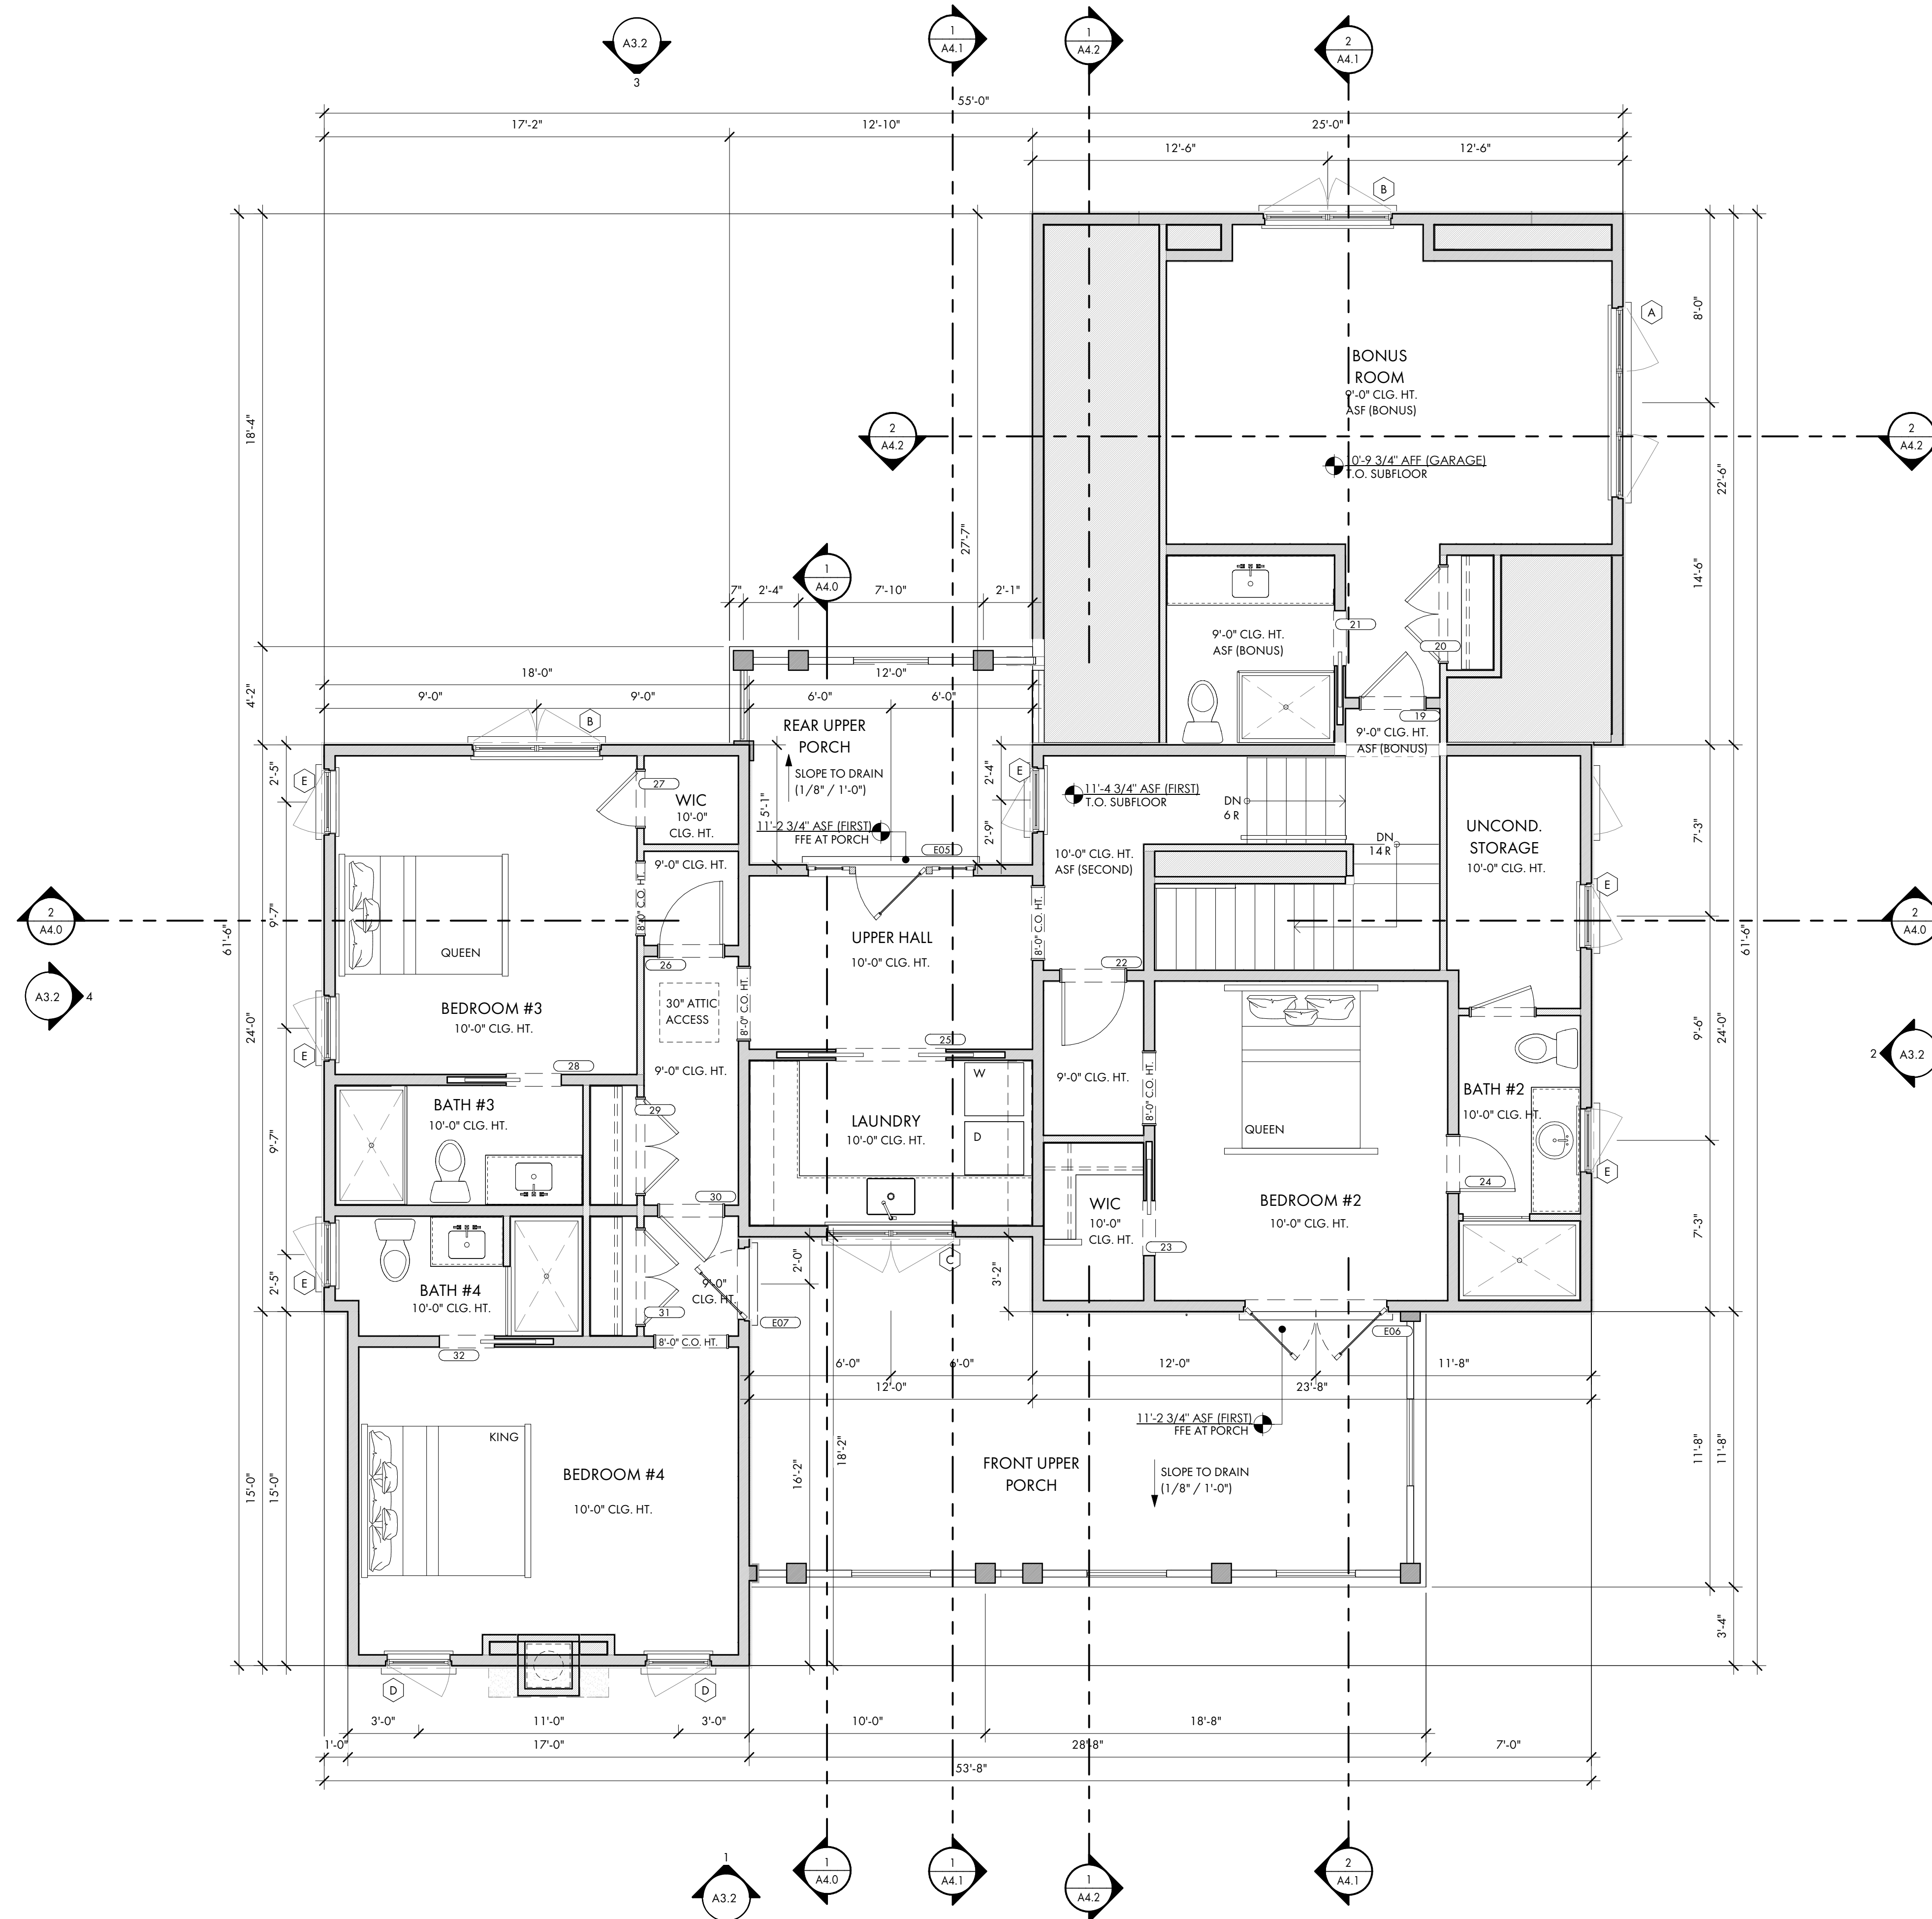 A3.2
3
1
A4.1
1
A4.2
2
A4.1
55'-0"
17'-2"
12'-10"
25'-0"
12'-6"
12'-6"
B
A
8'-0"
BONUS
ROOM
9'-0" CLG. HT.
ASF (BONUS)
18'-4"
2
A4.2
2
A4.2
10'-9 3/4" AFF (GARAGE)
T.O. SUBFLOOR
22'-6"
27'-7"
14'-6"
1
A4.0
7"
2'-4"
7'-10"
2'-1"
21
9'-0" CLG. HT.
ASF (BONUS)
20
4'-2"
18'-0"
12'-0"
9'-0"
9'-0"
6'-0"
6'-0"
B
19
REAR UPPER
PORCH
9'-0" CLG. HT.
ASF (BONUS)
SLOPE TO DRAIN
(1/8" / 1'-0")
2'-5"
E
27
WIC
10'-0"
CLG. HT.
5'-1"
2'-4"
E
11'-4 3/4" ASF (FIRST)
T.O. SUBFLOOR
DN
6 R
11'-2 3/4" ASF (FIRST)
FFE AT PORCH
2'-9"
E05
DN
14 R
UNCOND.
STORAGE
10'-0" CLG. HT.
7'-3"
9'-0" CLG. HT.
10'-0" CLG. HT.
ASF (SECOND)
8'-0" C.O. HT.
E
2
A4.0
9'-7"
61'-6"
8'-0" C.O. HT.
2
A4.0
61'-6"
UPPER HALL
10'-0" CLG. HT.
QUEEN
26
22
A3.2
4
BEDROOM #3
10'-0" CLG. HT.
30" ATTIC
ACCESS
8'-0" C.O. HT.
24'-0"
9'-6"
24'-0"
E
25
2
A3.2
28
9'-0" CLG. HT.
W
9'-0" CLG. HT.
8'-0" C.O. HT.
BATH #2
10'-0" CLG. HT.
BATH #3
10'-0" CLG. HT.
29
LAUNDRY
10'-0" CLG. HT.
D
QUEEN
9'-7"
E
24
30
WIC
10'-0"
CLG. HT.
BEDROOM #2
10'-0" CLG. HT.
7'-3"
23
2'-0"
C
3'-2"
E
2'-5"
BATH #4
10'-0" CLG. HT.
9'-0"
CLG. HT.
31
E07
E06
8'-0" C.O. HT.
32
6'-0"
6'-0"
12'-0"
11'-8"
12'-0"
23'-8"
11'-2 3/4" ASF (FIRST)
FFE AT PORCH
KING
18'-2"
11'-8"
11'-8"
BEDROOM #4
10'-0" CLG. HT.
FRONT UPPER
PORCH
16'-2"
SLOPE TO DRAIN
(1/8" / 1'-0")
15'-0"
15'-0"
3'-4"
D
D
3'-0"
11'-0"
3'-0"
10'-0"
18'-8"
1'-0"
17'-0"
28'-8"
7'-0"
53'-8"
1
A3.2
1
A4.0
1
A4.1
1
A4.2
2
A4.1